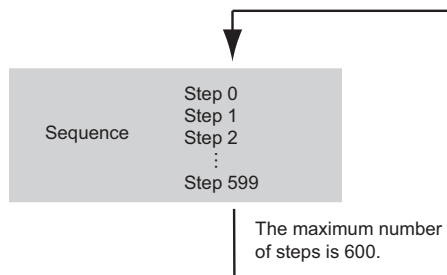 Step 0
Step 1
Sequence
Step 2
⋮
Step 599
The maximum number
of steps is 600.